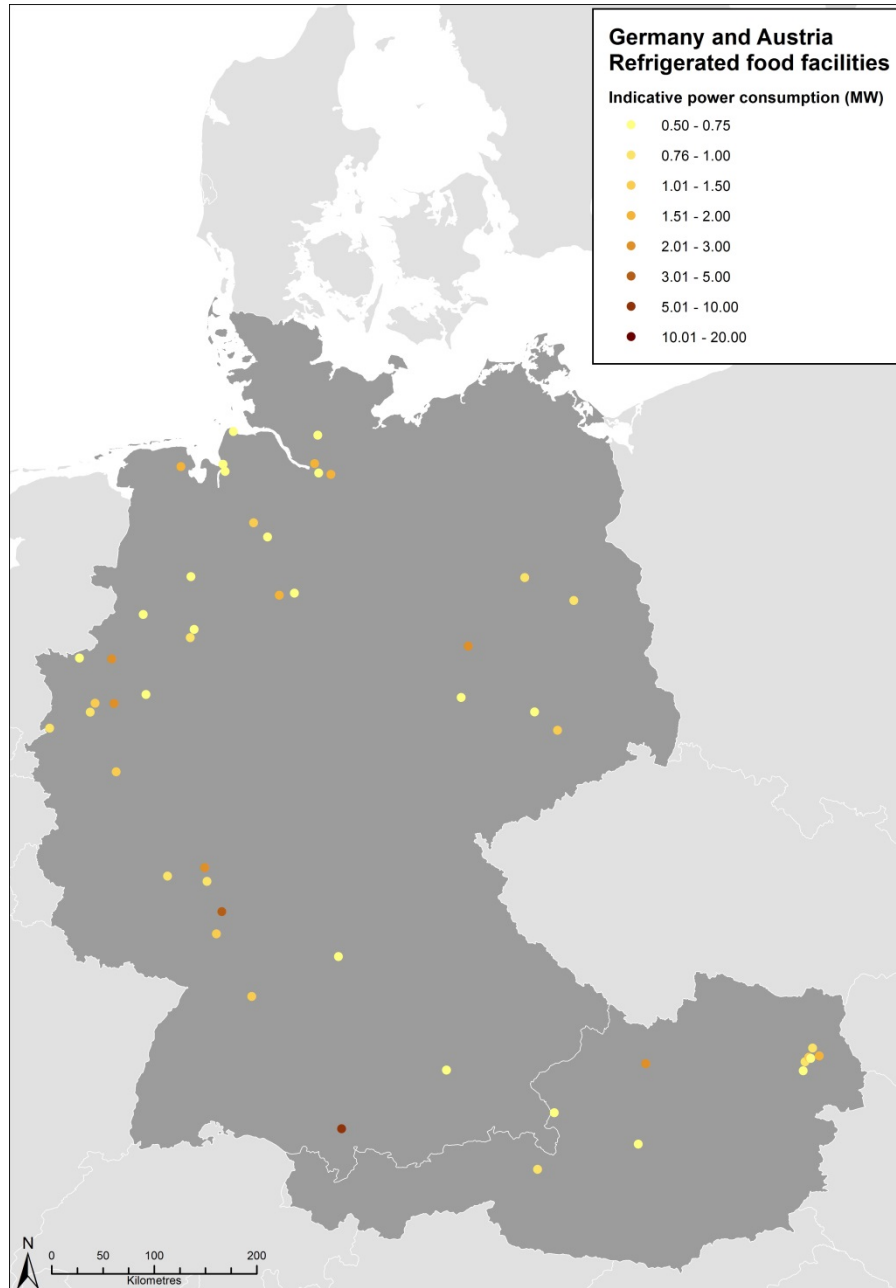 Germany and Austria
Refrigerated food facilities
Indicative power consumption (MW)
0.50 - 0.75
0.76 - 1.00
1.01 - 1.50
1.51 - 2.00
2.01 - 3.00
3.01 - 5.00
5.01 - 10.00
10.01 - 20.00
N
0 50 100 200
Kilometres